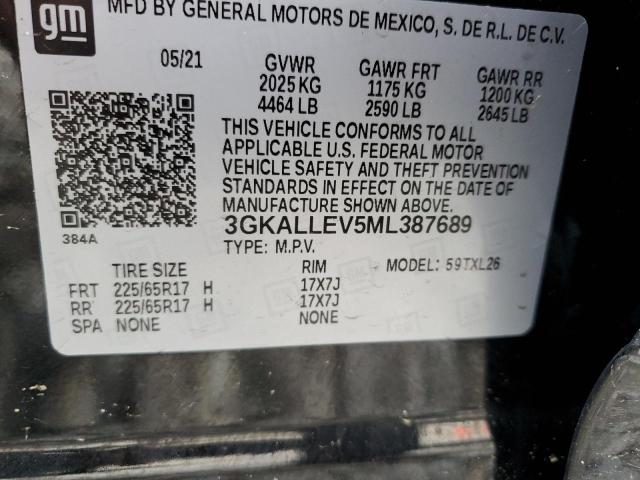 gm
MFD BY GENERAL MOTORS DE MEXICO, S. DE R.L. DE C.V.
05/21 GVWR GAWR FRT GAWR RR
2025 KG 1175 KG 1200 KG
4464 LB 2590 LB 2645 LB
THIS VEHICLE CONFORMS TO ALL
APPLICABLE U.S. FEDERAL MOTOR
VEHICLE SAFETY AND THEFT PREVENTION
STANDARDS IN EFFECT ON THE DATE OF
MANUFACTURE SHOWN ABOVE.
384A 3GKALLEV5ML387689
TYPE: M.P.V.
TIRE SIZE RIM MODEL: 59TXL26
FRT 225/65R17 H 17X7J
RR 225/65R17 H 17X7J
SPA NONE NONE